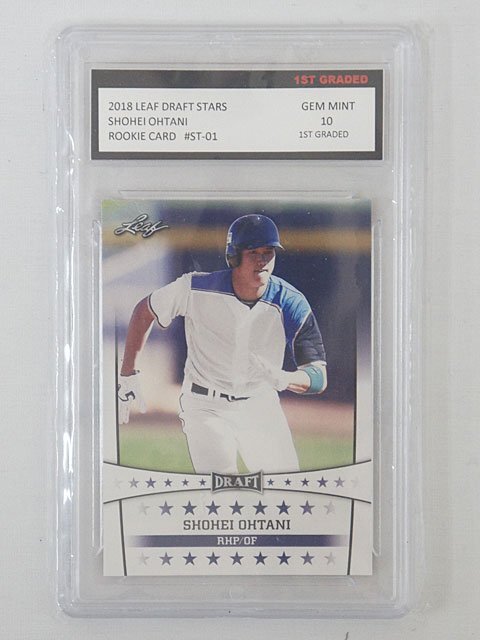 1ST GRADED
2018 LEAF DRAFT STARS
SHOHEI OHTANI
ROOKIE CARD #ST-01
GEM MINT
10
1ST GRADED
Leaf
DRAFT
SHOHEI OHTANI
RHP/OF